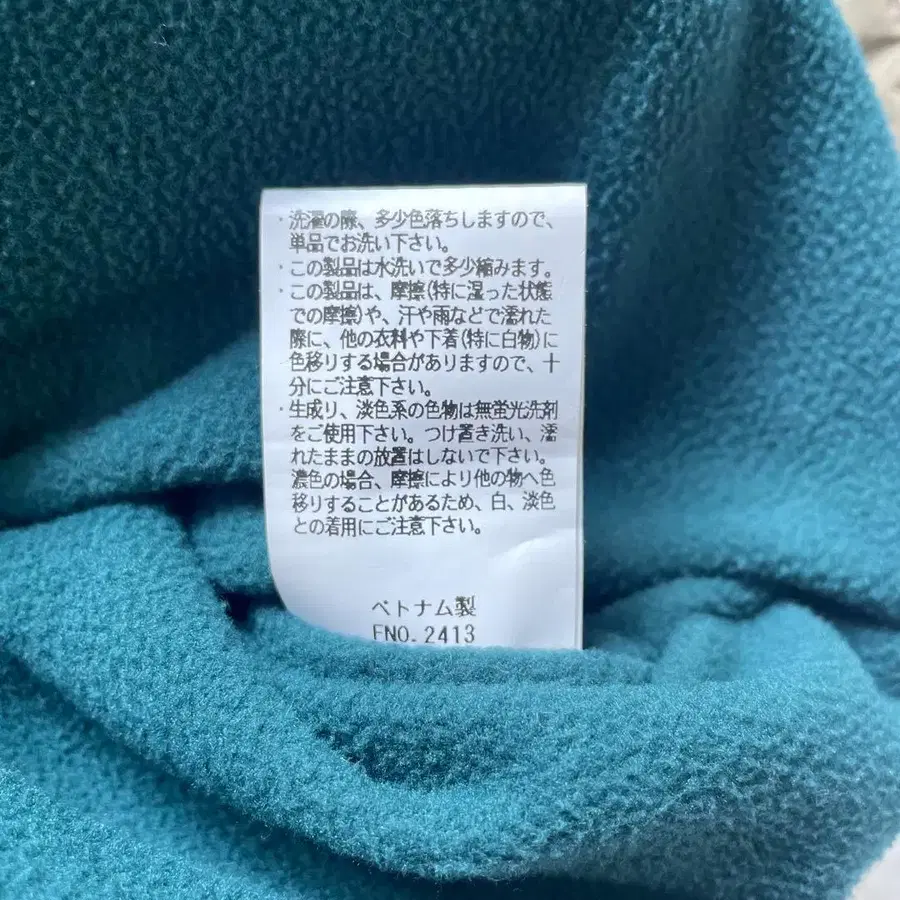 ・洗濯の際、多少色落ちしますので、
単品でお洗い下さい。
・この製品は水洗いで多少縮みます。
・この製品は、摩擦(特に湿った状態
での摩擦)や、汗や雨などで濡れた
際に、他の衣料や下着(特に白物)に
色移りする場合がありますので、十
分にご注意下さい。
・生成り、淡色系の色物は無蛍光洗剤
をご使用下さい。つけ置き洗い、濡
れたままの放置はしないで下さい。
濃色の場合、摩擦により他の物へ色
移りすることがあるため、白、淡色
との着用にご注意下さい。
ベトナム製
FNO.2413